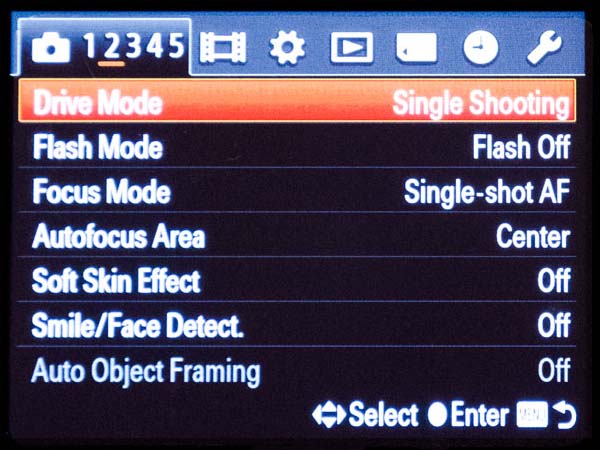 12345
Drive Mode Single Shooting
Flash Mode Flash Off
Focus Mode Single-shot AF
Autofocus Area Center
Soft Skin Effect Off
Smile/Face Detect. Off
Auto Object Framing Off
Select Enter MENU